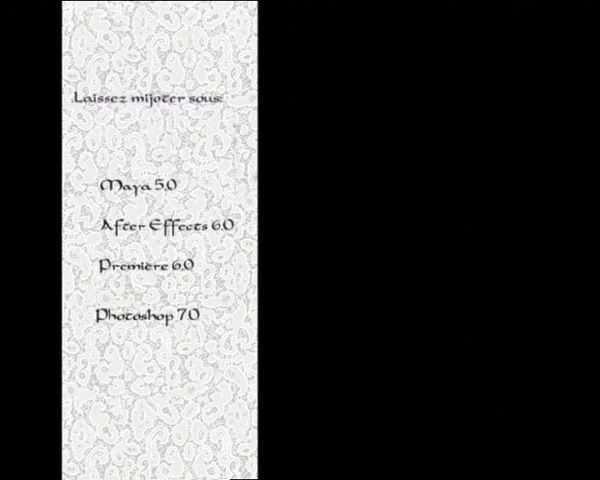 Laissez mijoter sous:
Maya 5.0
After Effects 6.0
Première 6.0
Photoshop 7.0